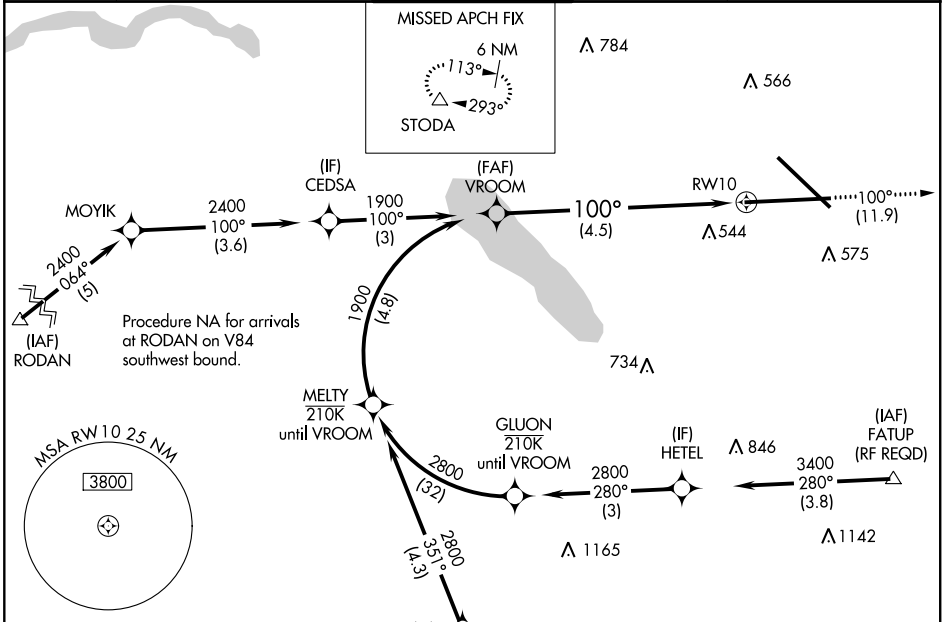 MISSED APCH FIX
6 NM
113°
293°
STODA
784
566
(IF)
CEDSA
(FAF)
VROOM
RW10
MOYIK
2400
100°
(3.6)
1900
100°
(3)
100°
(4.5)
100°
(11.9)
544
575
2400
064°
(5)
(IAF)
RODAN
Procedure NA for arrivals
at RODAN on V84
southwest bound.
1900
(4.8)
734
MELTY
210K
until VROOM
GLUON
210K
until VROOM
(IF)
HETEL
846
(IAF)
FATUP
(RF REQD)
MSA RW10 25 NM
3800
2800
(32)
2800
280°
(3)
3400
280°
(3.8)
2800
351°
(4.3)
1165
1142